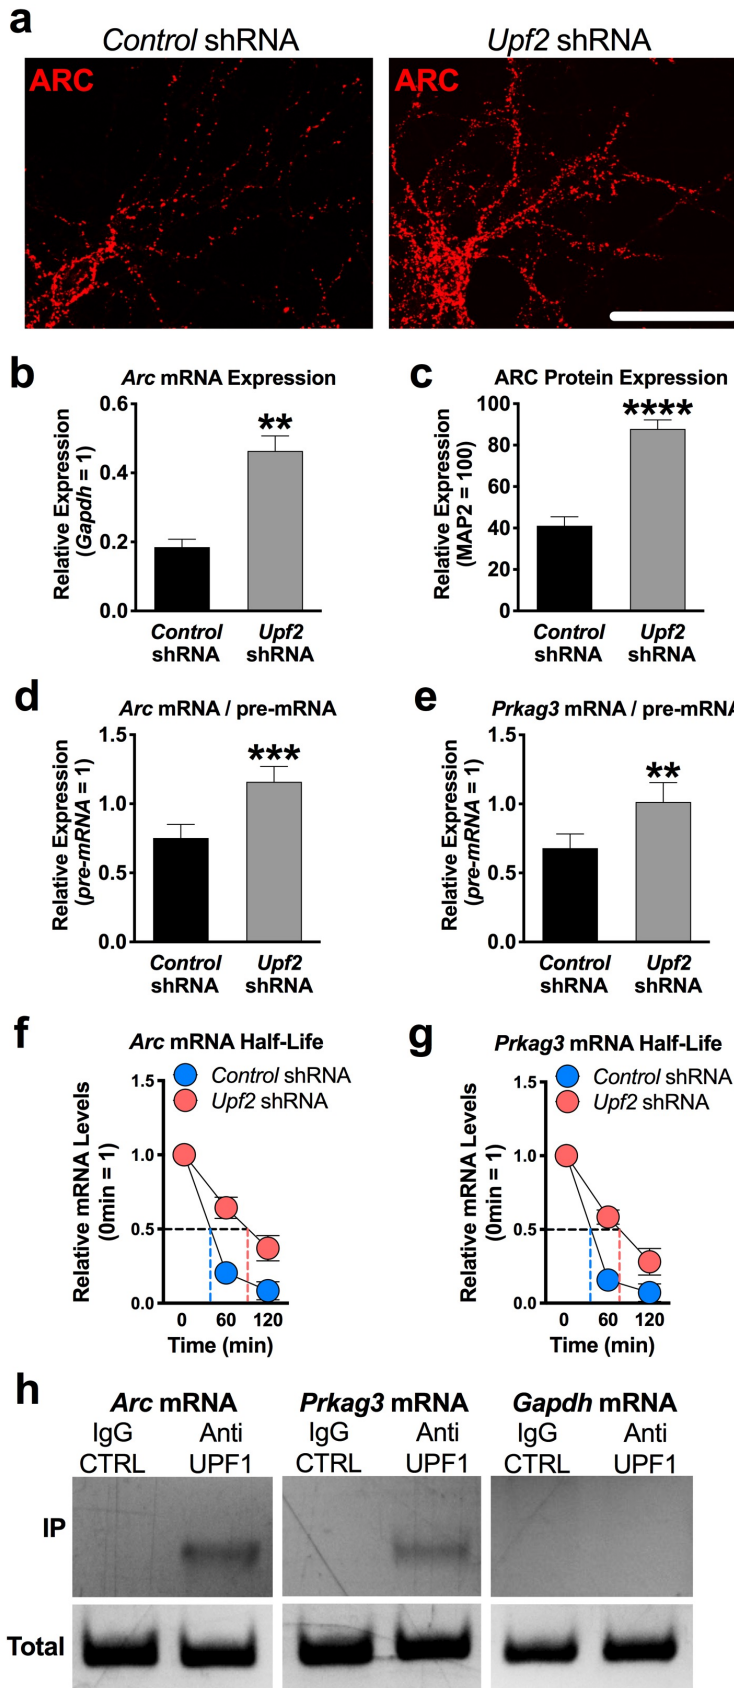 a
Control shRNA
Upf2 shRNA
ARC
ARC
b
Arc mRNA Expression
Relative Expression
(Gapdh = 1)
0.6
0.4
0.2
0.0
**
Control
shRNA
Upf2
shRNA
c
ARC Protein Expression
Relative Expression
(MAP2 = 100)
100
80
60
40
20
0
****
Control
shRNA
Upf2
shRNA
d
Arc mRNA / pre-mRNA
Relative Expression
(pre-mRNA = 1)
1.5
1.0
0.5
0.0
***
Control
shRNA
Upf2
shRNA
e
Prkag3 mRNA / pre-mRNA
Relative Expression
(pre-mRNA = 1)
1.5
1.0
0.5
0.0
**
Control
shRNA
Upf2
shRNA
f
Arc mRNA Half-Life
Control shRNA
Upf2 shRNA
Relative mRNA Levels
(0min = 1)
1.5
1.0
0.5
0.0
0 60 120
Time (min)
g
Prkag3 mRNA Half-Life
Control shRNA
Upf2 shRNA
Relative mRNA Levels
(0min = 1)
1.5
1.0
0.5
0.0
0 60 120
Time (min)
h
Arc mRNA
Prkag3 mRNA
Gapdh mRNA
IgG
CTRL
Anti
UPF1
IgG
CTRL
Anti
UPF1
IgG
CTRL
Anti
UPF1
IP
Total